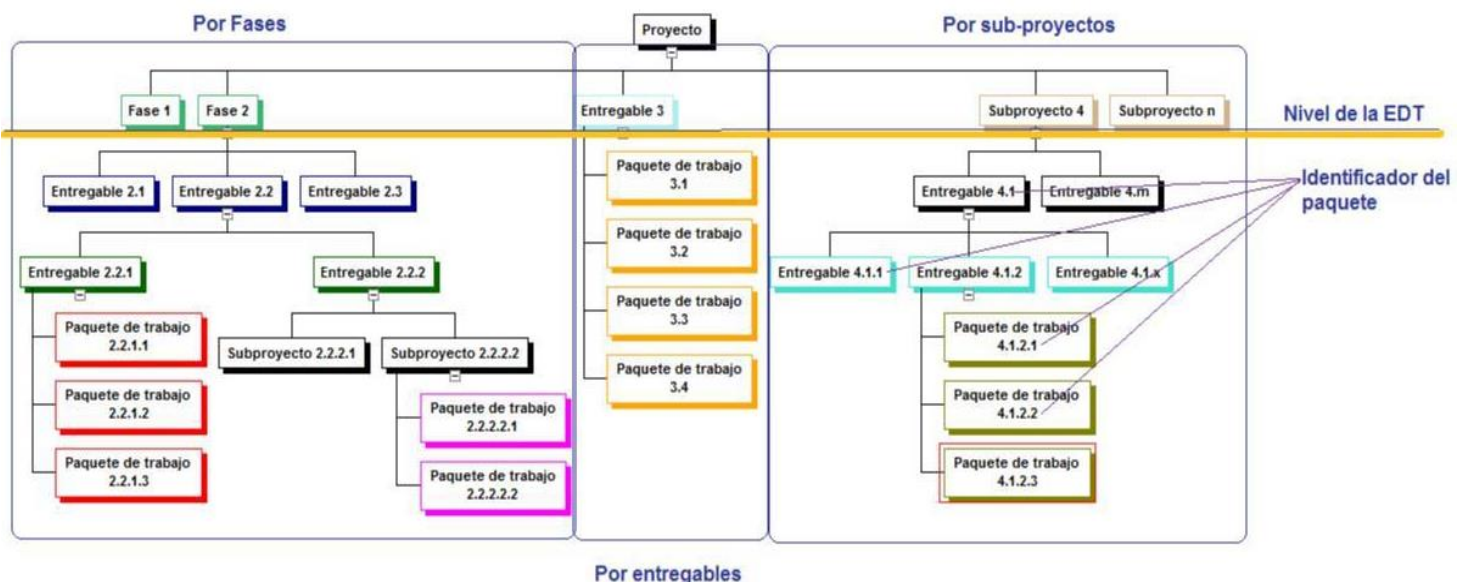 Por Fases
Proyecto
Por sub-proyectos
Fase 1
Fase 2
Entregable 3
Subproyecto 4
Subproyecto n
Nivel de la EDT
Entregable 2.1
Entregable 2.2
Entregable 2.3
Paquete de trabajo
3.1
Entregable 4.1
Entregable 4.m
Identificador del
paquete
Paquete de trabajo
3.2
Entregable 2.2.1
Entregable 2.2.2
Entregable 4.1.1
Entregable 4.1.2
Entregable 4.1.x
Paquete de trabajo
3.3
Paquete de trabajo
2.2.1.1
Subproyecto 2.2.2.1
Subproyecto 2.2.2.2
Paquete de trabajo
4.1.2.1
Paquete de trabajo
3.4
Paquete de trabajo
2.2.1.2
Paquete de trabajo
2.2.2.2.1
Paquete de trabajo
4.1.2.2
Paquete de trabajo
2.2.1.3
Paquete de trabajo
2.2.2.2.2
Paquete de trabajo
4.1.2.3
Por entregables